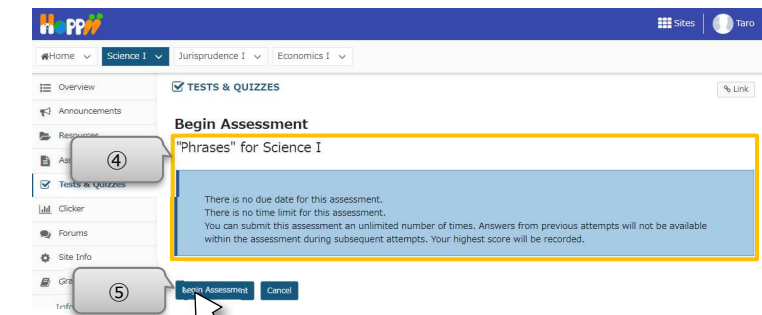 HoPPii
Sites
Taro
Home
Science I
Jurisprudence I
Economics I
Overview
TESTS & QUIZZES
Link
Announcements
Begin Assessment
Resources
"Phrases" for Science I
④
Tests & Quizzes
There is no due date for this assessment.
Clicker
There is no time limit for this assessment.
You can submit this assessment an unlimited number of times. Answers from previous attempts will not be available
Forums
within the assessment during subsequent attempts. Your highest score will be recorded.
Site Info
⑤
Begin Assessment
Cancel